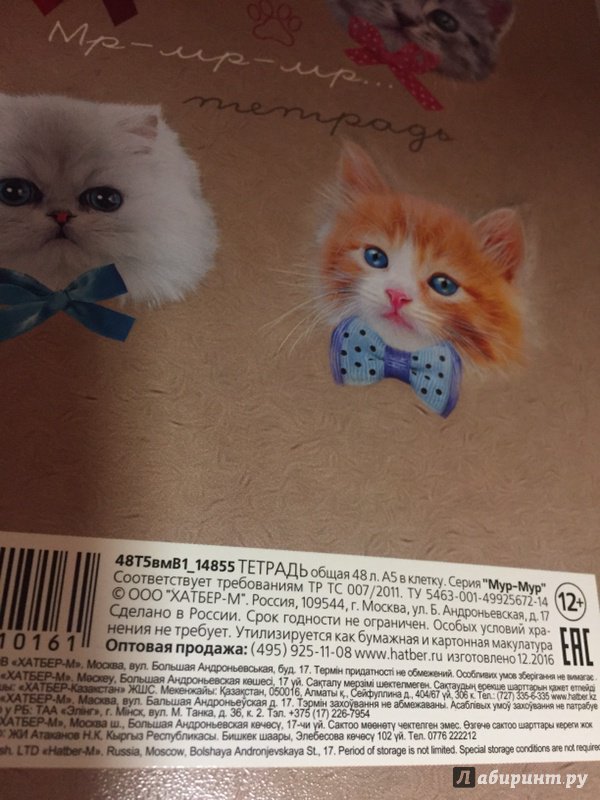 Мр-мр-мр...
тетрадь
48Т5вмВ1_14855 ТЕТРАДЬ общая 48 л. А5 в клетку. Серия "Мур-Мур"
Соответствует требованиям ТР ТС 007/2011. ТУ 5463-001-49925672-14
© ООО "ХАТБЕР-М". Россия, 109544, г. Москва, ул. Б. Андроньевская, д. 17
Сделано в России. Срок годности не ограничен. Особых условий хра-
нения не требует. Утилизируется как бумажная и картонная макулатура
Оптовая продажа: (495) 925-11-08 www.hatber.ru изготовлено 12.2016
12+
EAC
10161
ОВ «ХАТБЕР-М». Москва, вул. Большая Андроньевская, буд. 17. Термін придатності не обмежений. Особливих умов зберігання не вимагає.
«ХАТБЕР-М». Мәскеу, Большая Андроньевская көшесі, 17 үй. Сақтау мерзімі шектелмеген. Сақтаудың ерекше шарттарын қажет етпейді
«ХАТБЕР-Казахстан» ЖШС. Мекенжайы: Қазақстан, 050016, Алматы қ., Сейфуллина д., 404/67 үй, 306 к. Тел.: (727) 335-6-335 www.hatber.kz
«ХАТБЕР-М», Масква, вул. Бальшая Андроньеўская д. 17. Тэрмін захоўвання не абмежаваны. Асаблівых умоў захоўвання не патрабуе
у РБ: ТАА «Элінг», г. Мінск, вул. М. Танка, д. 36, к. 2. Тэл. +375 (17) 226-7954
«ХАТБЕР-М», Москва ш., Большая Андроньевская көчөсү, 17-чи үй. Сактоо мөөнөтү чектелген эмес. Өзгөчө сактоо шарттары кереги жок
ЖИ Атаканов Н.К. Кыргыз Республикасы. Бишкек шаары, Элебесова көч., 102 үй. Тел.: 0776 222212
sh. LTD «Hatber-M». Russia, Moscow, Bolshaya Andronjevskaya St., 17. Period of storage is not limited. Special storage conditions are not required
Лабиринт.ру